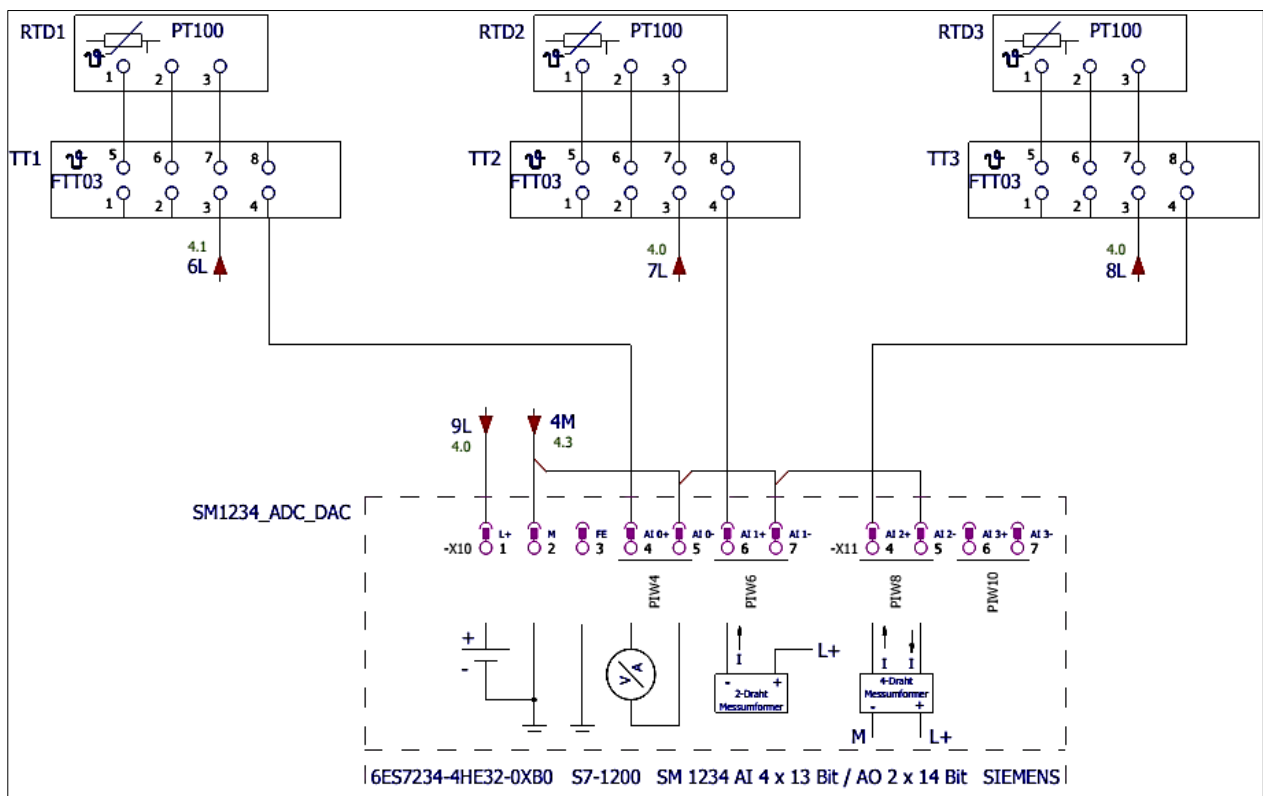 RTD1 PT100 RTD2 PT100 RTD3 PT100
ϑ ϑ ϑ
1 2 3 1 2 3 1 2 3
TT1 ϑ 5 6 7 8 TT2 ϑ 5 6 7 8 TT3 ϑ 5 6 7 8
FTT03 FTT03 FTT03
1 2 3 4 1 2 3 4 1 2 3 4
4.1 4.0 4.0
6L 7L 8L
9L 4M
4.0 4.3
SM1234_ADC_DAC
L+ M FE AI 0+ AI 0- AI 1+ AI 1- AI 2+ AI 2- AI 3+ AI 3-
-X10 1 2 3 4 5 6 7 -X11 4 5 6 7
PIW4 PIW6 PIW8 PIW10
+ I L+ I I
- V/A - + 4-Draht
2-Draht Messumformer
Messumformer - +
M L+
6ES7234-4HE32-0XB0 S7-1200 SM 1234 AI 4 x 13 Bit / AO 2 x 14 Bit SIEMENS